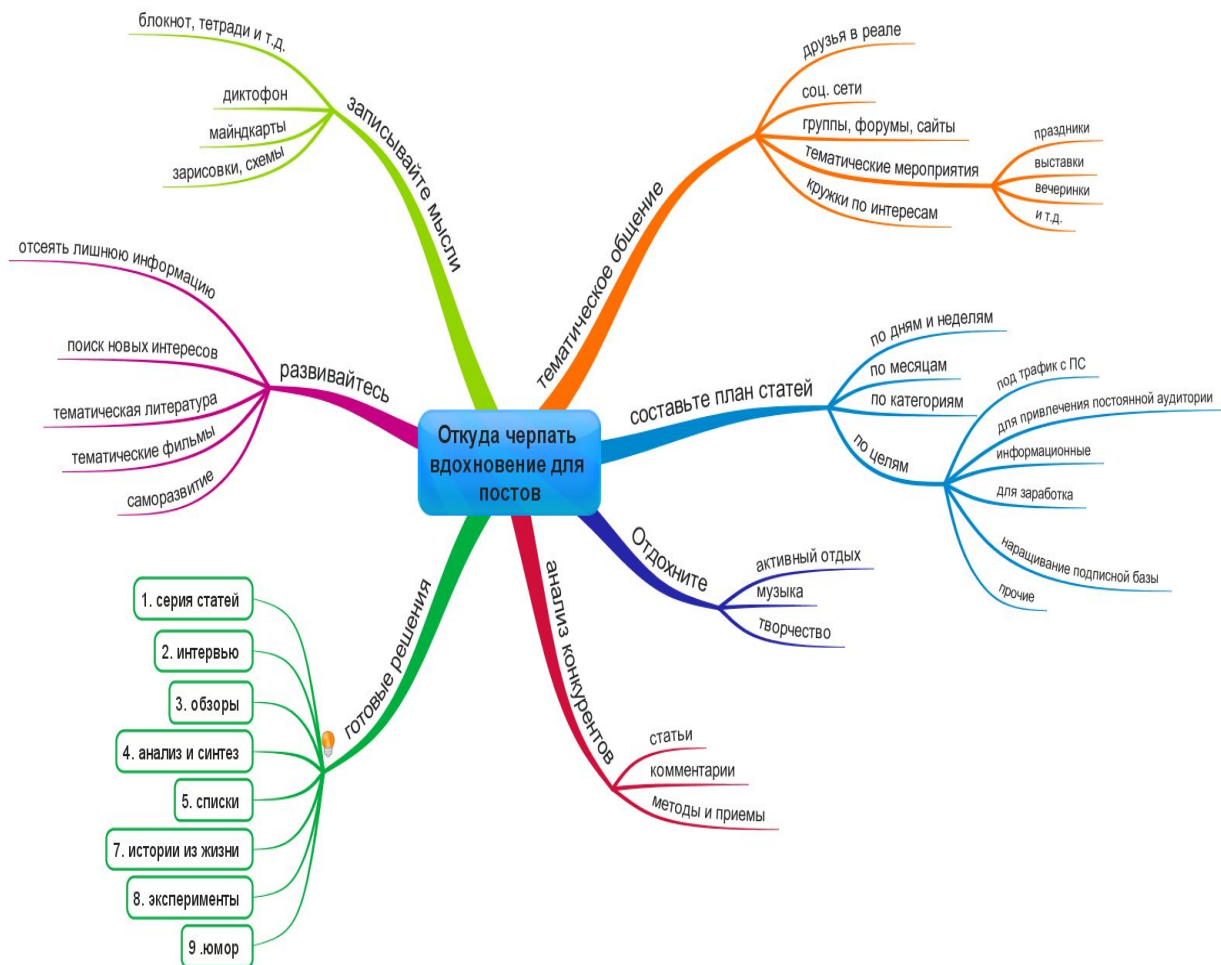 Откуда черпать
вдохновение для
постов
тематическое общение
друзья в реале
соц. сети
группы, форумы, сайты
тематические мероприятия
праздники
выставки
вечеринки
и т.д.
кружки по интересам
составьте план статей
по дням и неделям
по месяцам
по категориям
по целям
под трафик с ПС
для привлечения постоянной аудитории
информационные
для заработка
наращивание подписной базы
прочие
Отдохните
активный отдых
музыка
творчество
анализ конкурентов
статьи
комментарии
методы и приемы
готовые решения
1. серия статей
2. интервью
3. обзоры
4. анализ и синтез
5. списки
7. истории из жизни
8. эксперименты
9 .юмор
развивайтесь
отсеять лишнюю информацию
поиск новых интересов
тематическая литература
тематические фильмы
саморазвитие
записывайте мысли
блокнот, тетради и т.д.
диктофон
майндкарты
зарисовки, схемы